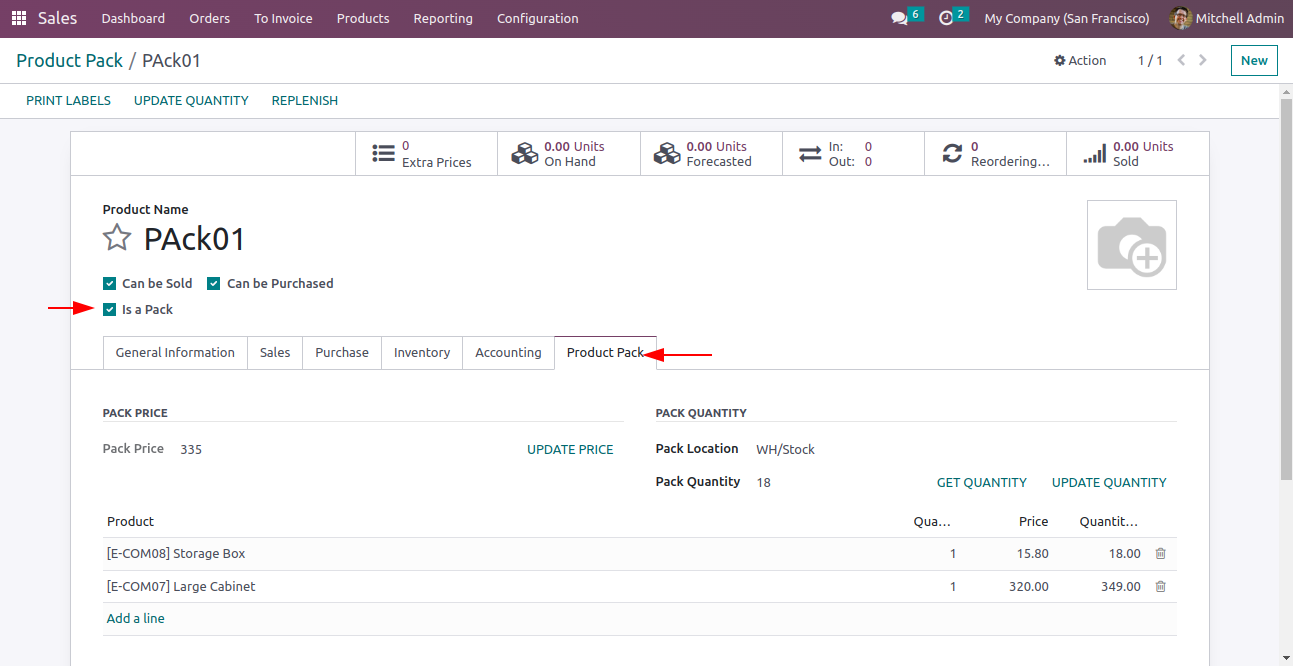 Sales Dashboard Orders To Invoice Products Reporting Configuration 6 2 My Company (San Francisco) Mitchell Admin
Product Pack / PAck01 Action 1 / 1 New
PRINT LABELS UPDATE QUANTITY REPLENISH
0 0.00 Units 0.00 Units In: 0 0 0.00 Units
Extra Prices On Hand Forecasted Out: 0 Reordering... Sold
Product Name
PAck01
Can be Sold Can be Purchased
Is a Pack
General Information Sales Purchase Inventory Accounting Product Pack
PACK PRICE PACK QUANTITY
Pack Price 335 UPDATE PRICE Pack Location WH/Stock
Pack Quantity 18 GET QUANTITY UPDATE QUANTITY
Product Qua... Price Quantit...
[E-COM08] Storage Box 1 15.80 18.00
[E-COM07] Large Cabinet 1 320.00 349.00
Add a line